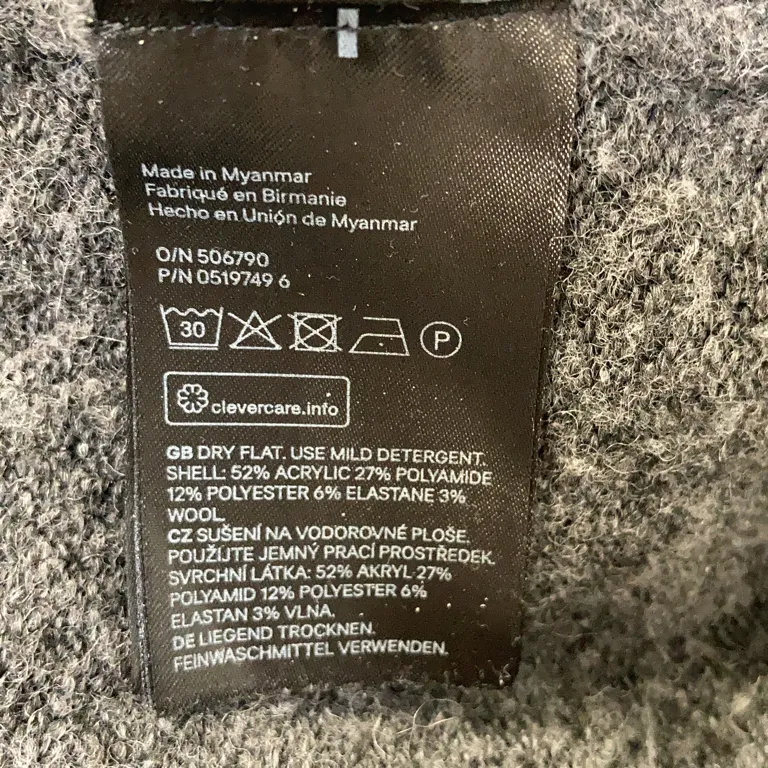 Made in Myanmar
Fabriqué en Birmanie
Hecho en Unión de Myanmar
O/N 506790
P/N 0519749 6
30 P
clevercare.info
GB DRY FLAT. USE MILD DETERGENT.
SHELL: 52% ACRYLIC 27% POLYAMIDE
12% POLYESTER 6% ELASTANE 3%
WOOL
CZ SUŠENÍ NA VODOROVNÉ PLOŠE.
POUŽIJTE JEMNÝ PRACÍ PROSTŘEDEK.
SVRCHNÍ LÁTKA: 52% AKRYL 27%
POLYAMID 12% POLYESTER 6%
ELASTAN 3% VLNA.
DE LIEGEND TROCKNEN.
FEINWASCHMITTEL VERWENDEN.